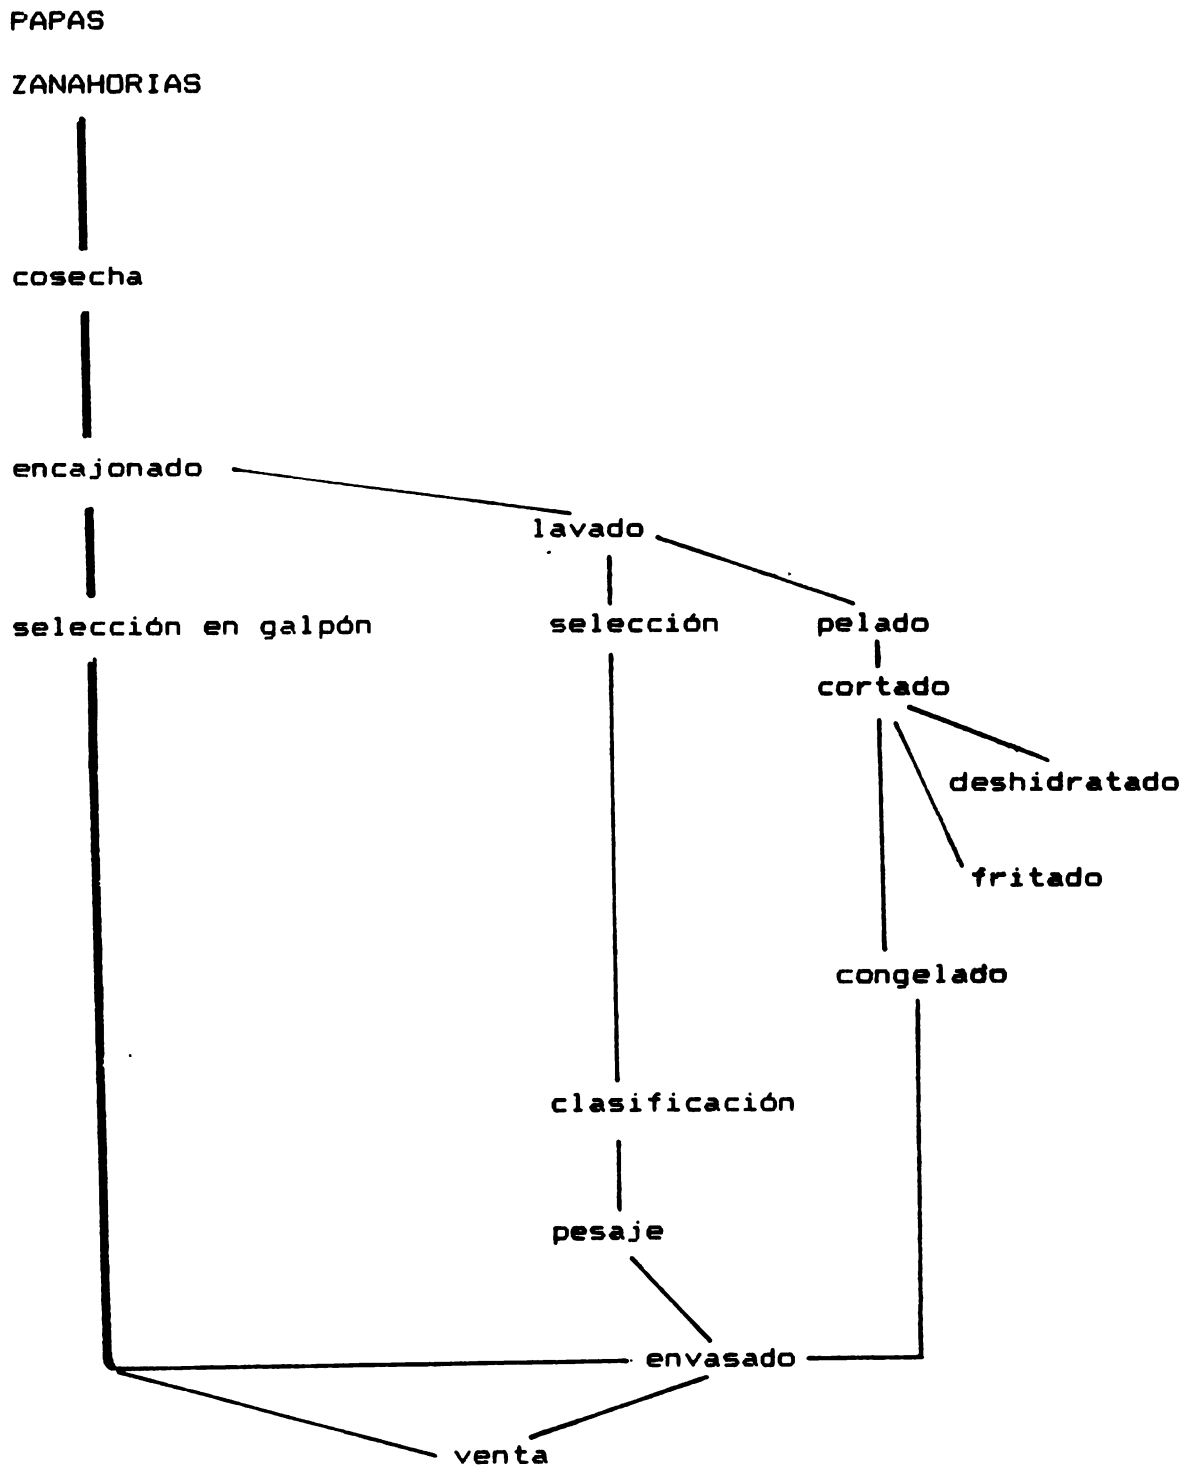 PAPAS
ZANAHORIAS
cosecha
encajonado
lavado
selección en galpón
selección
pelado
cortado
deshidratado
fritado
congelado
clasificación
pesaje
envasado
venta